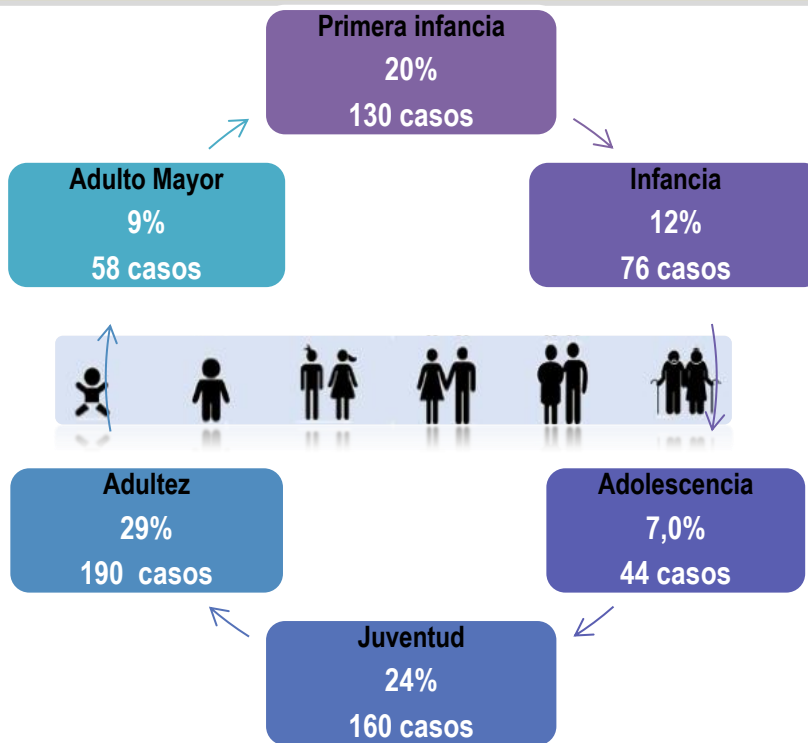 Primera infancia
20%
130 casos
Infancia
12%
76 casos
Adolescencia
7,0%
44 casos
Juventud
24%
160 casos
Adultez
29%
190 casos
Adulto Mayor
9%
58 casos